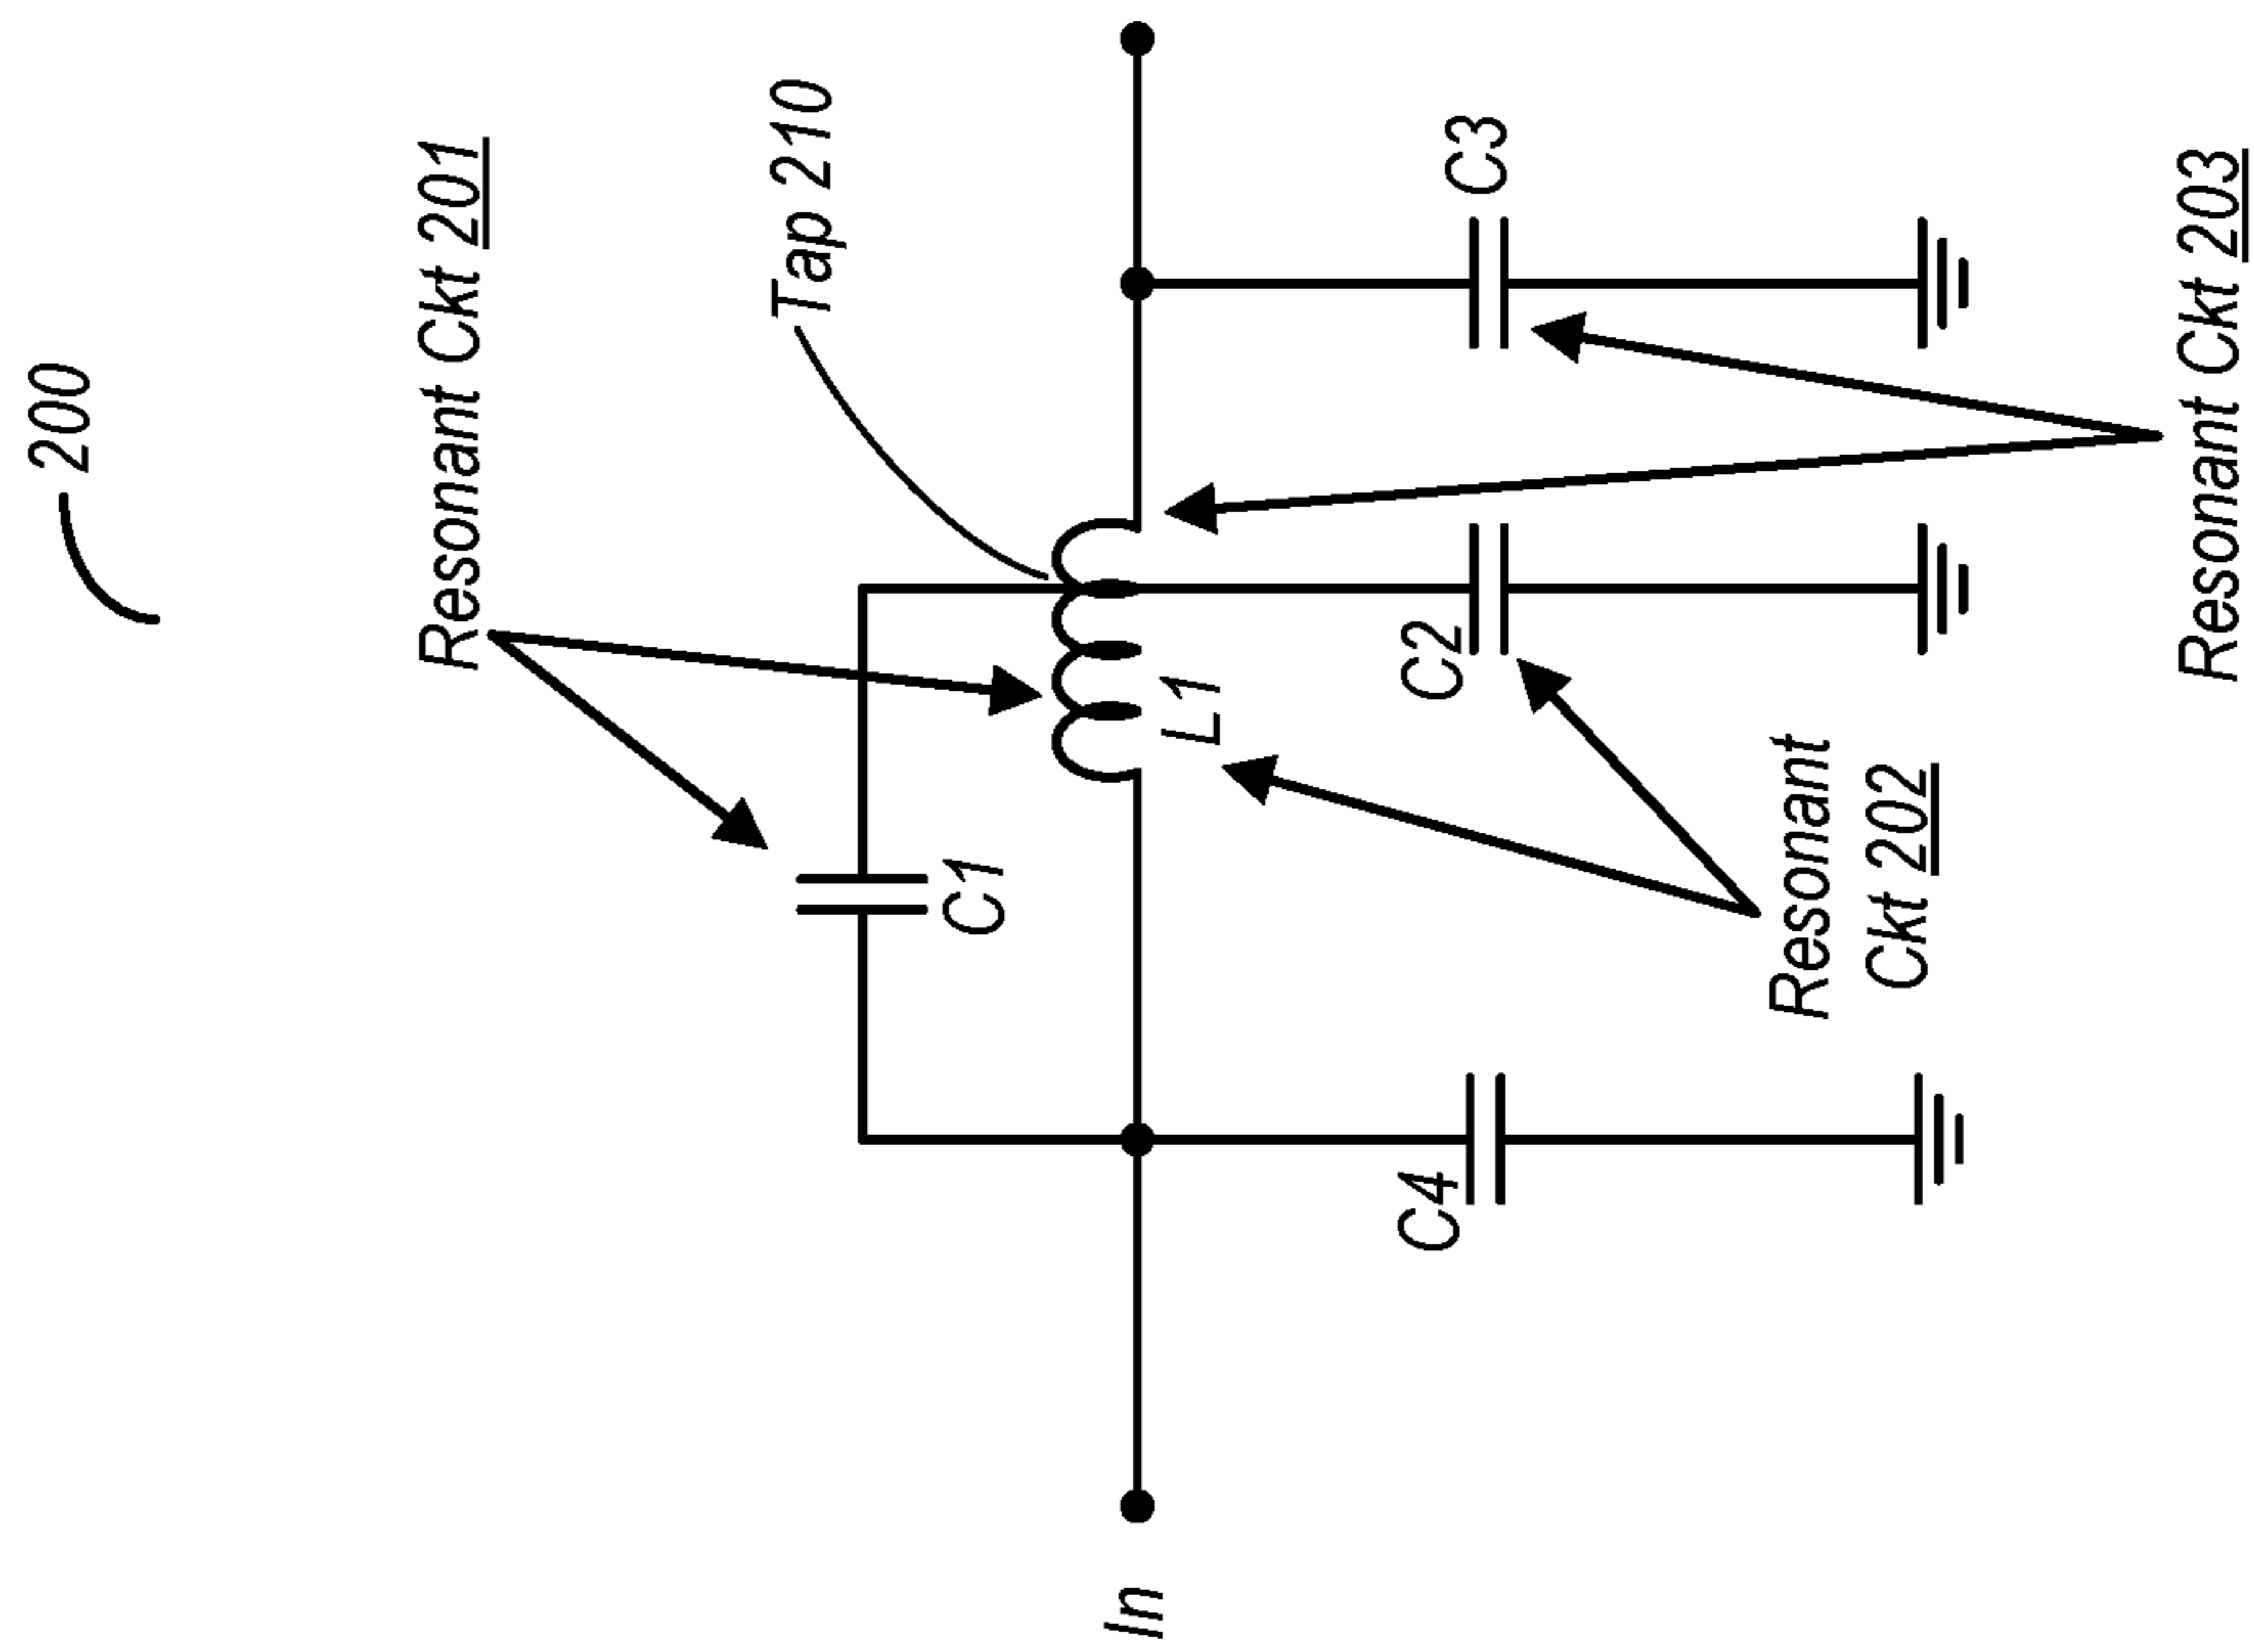 200
Resonant Ckt 201
Tap 210
C1
In
L1
C4
C2
C3
Resonant
Ckt 202
Resonant Ckt 203